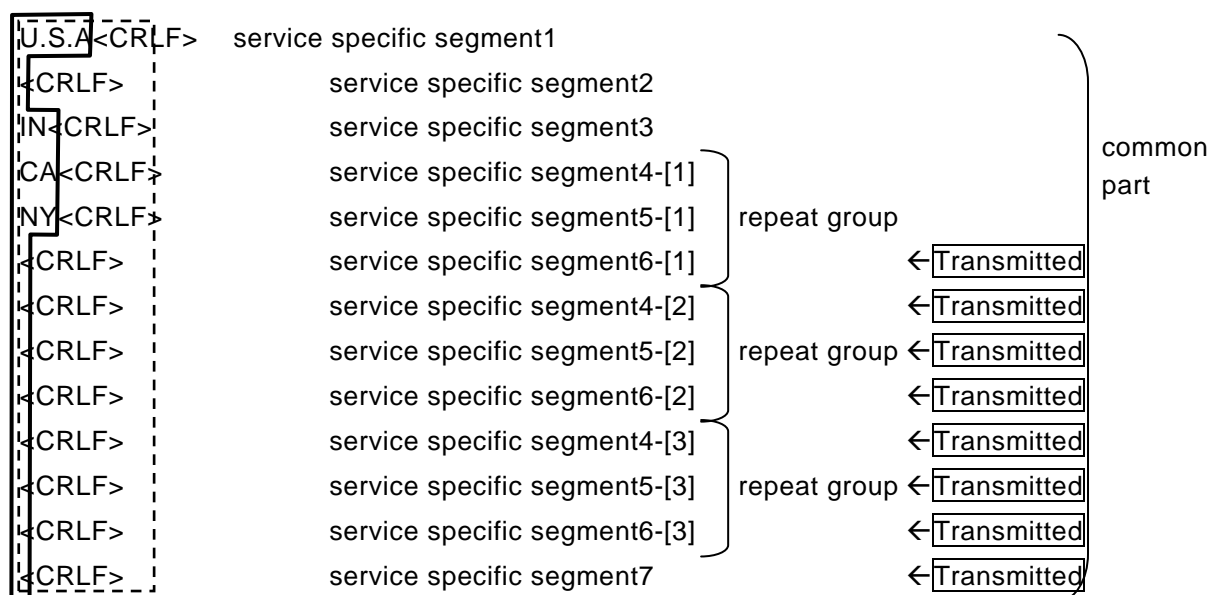 U.S.A<CRLF> service specific segment1
<CRLF> service specific segment2
IN<CRLF> service specific segment3
common part
CA<CRLF> service specific segment4-[1]
NY<CRLF> service specific segment5-[1] repeat group
<CRLF> service specific segment6-[1] ←Transmitted
<CRLF> service specific segment4-[2] ←Transmitted
<CRLF> service specific segment5-[2] repeat group ←Transmitted
<CRLF> service specific segment6-[2] ←Transmitted
<CRLF> service specific segment4-[3] ←Transmitted
<CRLF> service specific segment5-[3] repeat group ←Transmitted
<CRLF> service specific segment6-[3] ←Transmitted
<CRLF> service specific segment7 ←Transmitted